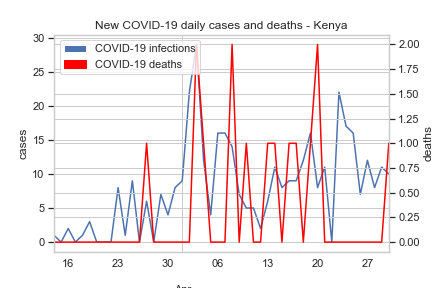 New COVID-19 daily cases and deaths - Kenya
COVID-19 infections
COVID-19 deaths
30
25
20
15
10
5
0
cases
2.00
1.75
1.50
1.25
1.00
0.75
0.50
0.25
0.00
deaths
16 23 30 06 13 20 27